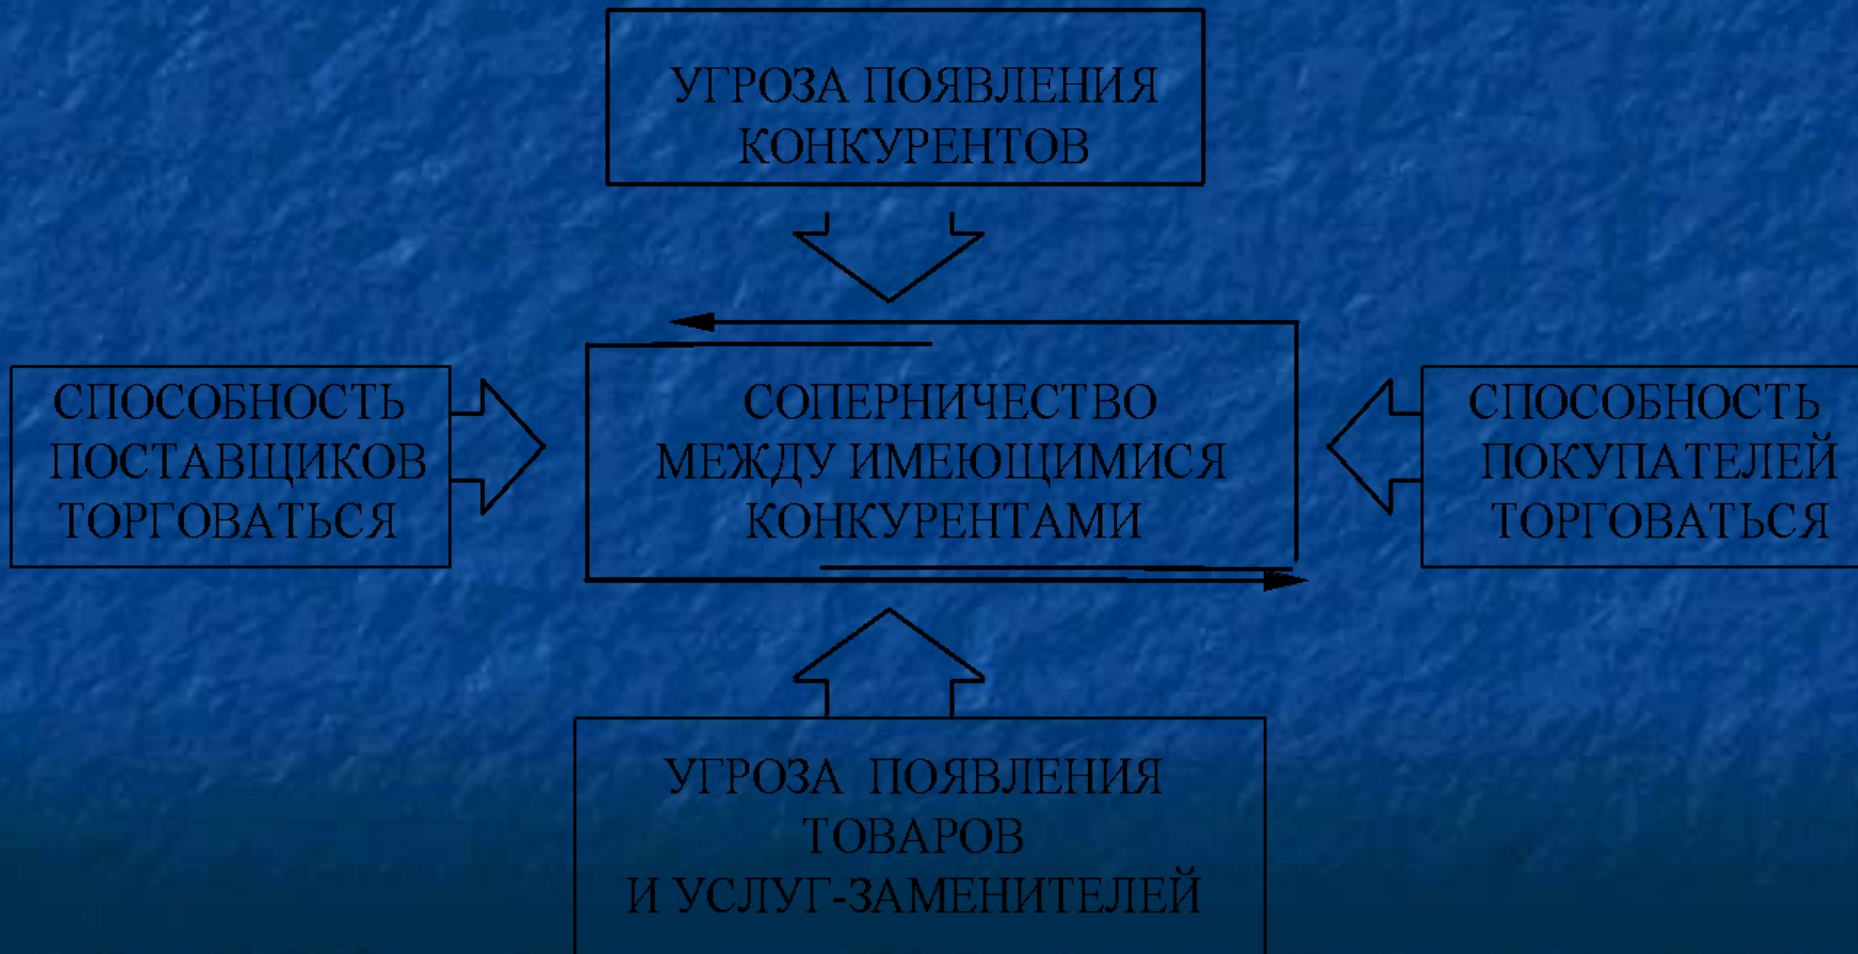 УГРОЗА ПОЯВЛЕНИЯ
КОНКУРЕНТОВ
СПОСОБНОСТЬ
ПОСТАВЩИКОВ
ТОРГОВАТЬСЯ
СОПЕРНИЧЕСТВО
МЕЖДУ ИМЕЮЩИМИСЯ
КОНКУРЕНТАМИ
СПОСОБНОСТЬ
ПОКУПАТЕЛЕЙ
ТОРГОВАТЬСЯ
УГРОЗА ПОЯВЛЕНИЯ
ТОВАРОВ
И УСЛУГ-ЗАМЕНИТЕЛЕЙ